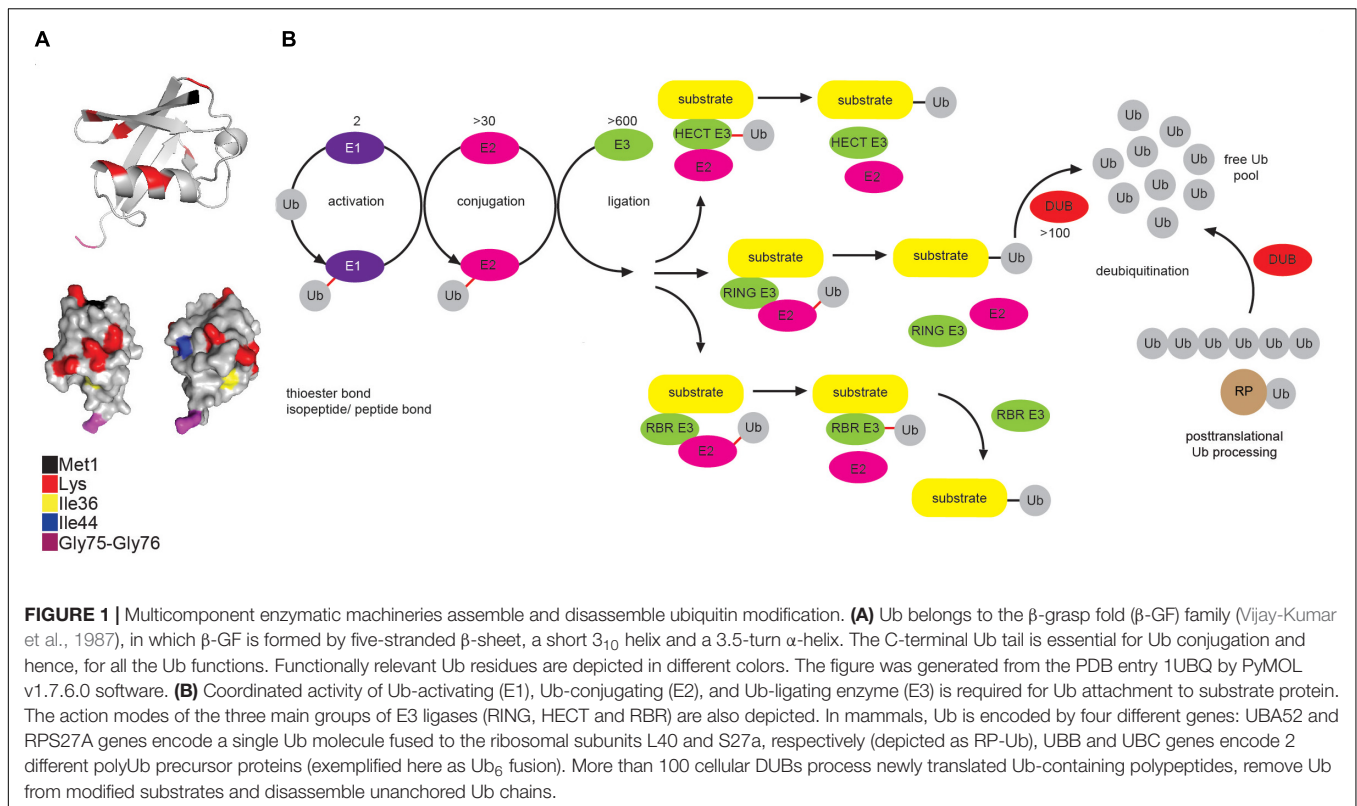 A
B
2
E1
Ub
activation
E1
Ub
>30
E2
conjugation
E2
Ub
>600
E3
ligation
substrate
HECT E3
Ub
E2
substrate
Ub
HECT E3
E2
substrate
RING E3
E2
Ub
substrate
Ub
RING E3
E2
substrate
RBR E3
E2
Ub
substrate
RBR E3
Ub
E2
RBR E3
substrate
Ub
DUB
>100
deubiquitination
Ub
Ub
Ub
Ub
Ub
Ub
Ub
Ub
Ub
Ub
free Ub
pool
DUB
Ub Ub Ub Ub Ub Ub
RP
Ub
posttranslational
Ub processing
thioester bond
isopeptide/ peptide bond
Met1
Lys
Ile36
Ile44
Gly75-Gly76
FIGURE 1 | Multicomponent enzymatic machineries assemble and disassemble ubiquitin modification. (A) Ub belongs to the β-grasp fold (β-GF) family (Vijay-Kumar
et al., 1987), in which β-GF is formed by five-stranded β-sheet, a short 3₁₀ helix and a 3.5-turn α-helix. The C-terminal Ub tail is essential for Ub conjugation and
hence, for all the Ub functions. Functionally relevant Ub residues are depicted in different colors. The figure was generated from the PDB entry 1UBQ by PyMOL
v1.7.6.0 software. (B) Coordinated activity of Ub-activating (E1), Ub-conjugating (E2), and Ub-ligating enzyme (E3) is required for Ub attachment to substrate protein.
The action modes of the three main groups of E3 ligases (RING, HECT and RBR) are also depicted. In mammals, Ub is encoded by four different genes: UBA52 and
RPS27A genes encode a single Ub molecule fused to the ribosomal subunits L40 and S27a, respectively (depicted as RP-Ub), UBB and UBC genes encode 2
different polyUb precursor proteins (exemplified here as Ub₆ fusion). More than 100 cellular DUBs process newly translated Ub-containing polypeptides, remove Ub
from modified substrates and disassemble unanchored Ub chains.